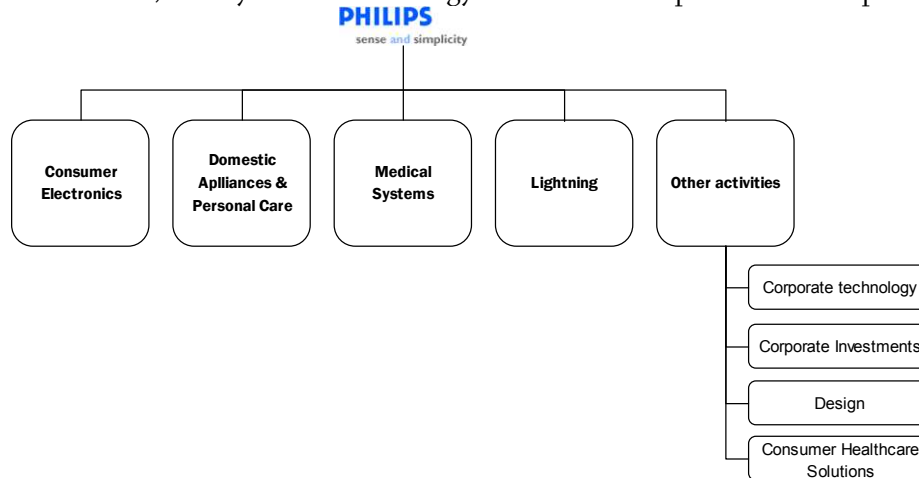 PHILIPS
sense and simplicity
Consumer
Electronics
Domestic
Aplliances &
Personal Care
Medical
Systems
Lightning
Other activities
Corporate technology
Corporate Investments
Design
Consumer Healthcare
Solutions